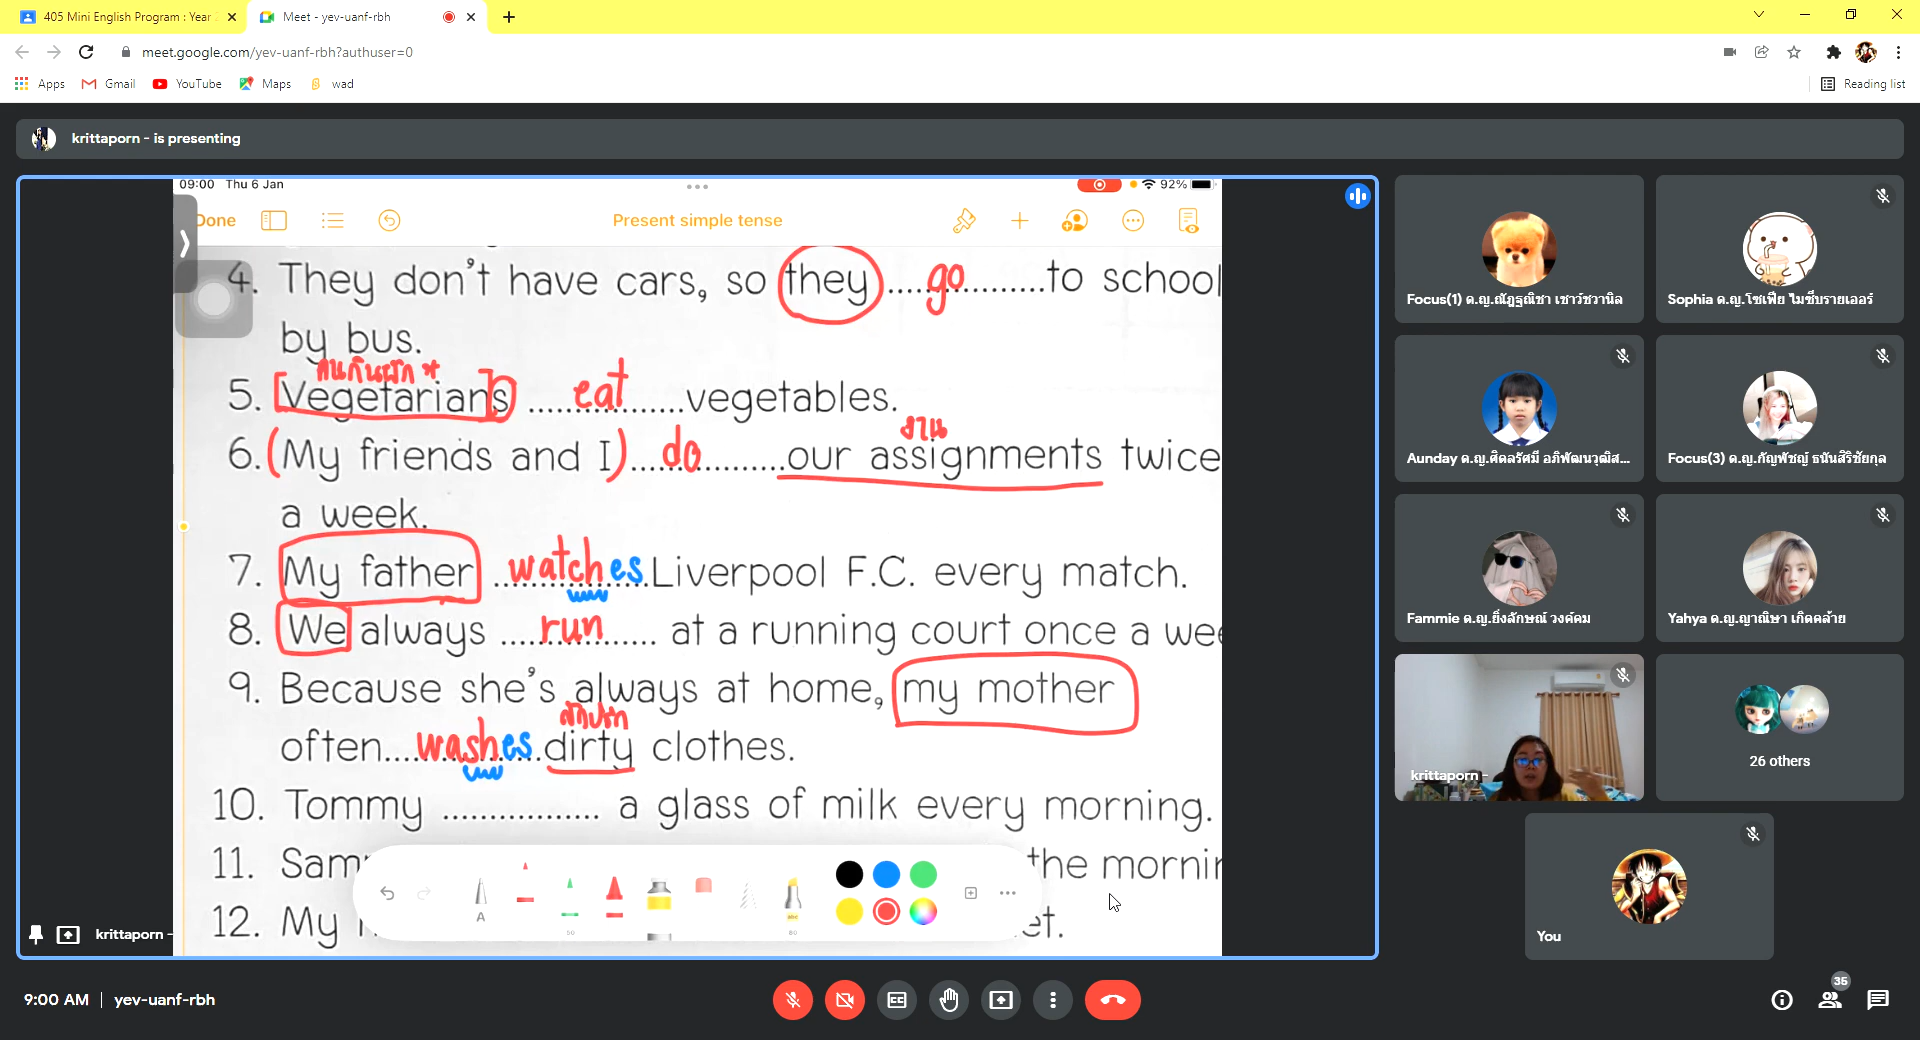 405 Mini English Program : Year
Meet - yev-uanf-rbh
meet.google.com/yev-uanf-rbh?authuser=0
Apps
Gmail
YouTube
Maps
wad
Reading list
krittaporn - is presenting
09:00 Thu 6 Jan
92%
Done
Present simple tense
4. They don't have cars, so they ....go............to school
by bus.
คนกินผัก *
5. Vegetarians .....eat.........vegetables.
งาน
6. (My friends and I) ...do..........our assignments twice
a week.
7. My father ....watches.Liverpool F.C. every match.
8. We always ....run...... at a running court once a wee
9. Because she's always at home, my mother
สกปรก
often...washes.dirty clothes.
10. Tommy ................ a glass of milk every morning.
11. Sam
the mornin
12. My
et.
A
abc
krittaporn -
Focus(1) ด.ญ.ณัฏฐณิชา เชาว์ชวานิล
Sophia ด.ญ.โซเฟีย ไมซึ่บรายเออร์
Aunday ด.ญ.ศิดลรัศมี อภิพัฒนวุฒิส...
Focus(3) ด.ญ.กัญพัชญ์ ธนันสิริชัยกุล
Fammie ด.ญ.ยิ่งลักษณ์ วงค์คม
Yahya ด.ญ.ญาณิษา เกิดคล้าย
krittaporn -
26 others
You
9:00 AM | yev-uanf-rbh
35